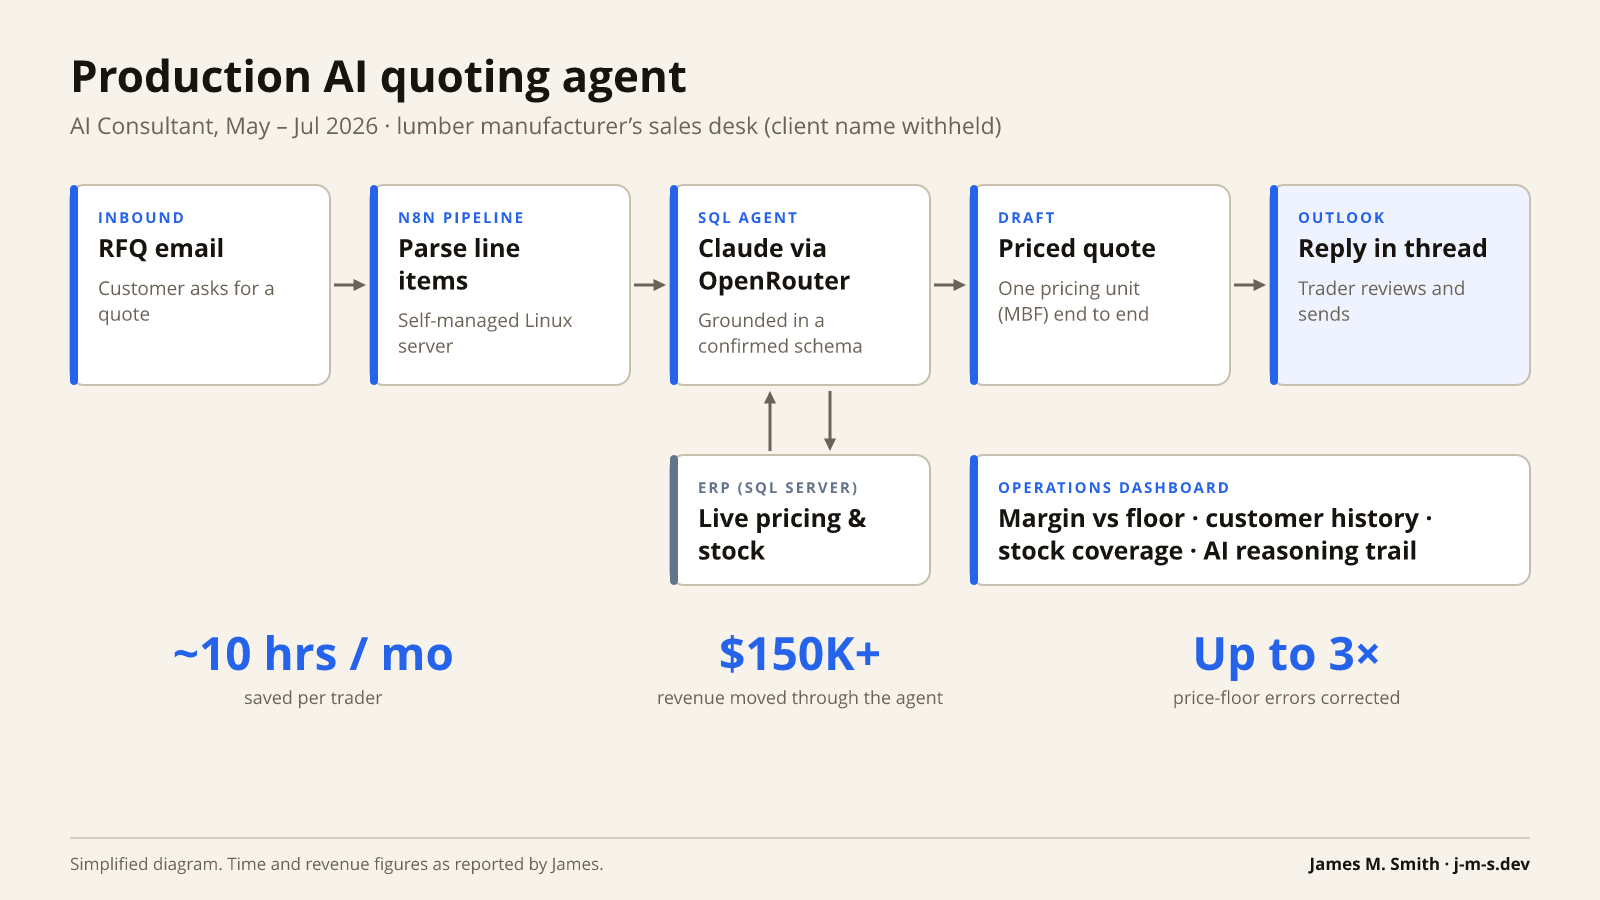 Production AI quoting agent
AI Consultant, May – Jul 2026 · lumber manufacturer’s sales desk (client name withheld)
INBOUND
RFQ email
Customer asks for a
quote
N8N PIPELINE
Parse line
items
Self-managed Linux
server
SQL AGENT
Claude via
OpenRouter
Grounded in a
confirmed schema
DRAFT
Priced quote
One pricing unit
(MBF) end to end
OUTLOOK
Reply in thread
Trader reviews and
sends
ERP (SQL SERVER)
Live pricing &
stock
OPERATIONS DASHBOARD
Margin vs floor · customer history ·
stock coverage · AI reasoning trail
~10 hrs / mo
saved per trader
$150K+
revenue moved through the agent
Up to 3×
price-floor errors corrected
Simplified diagram. Time and revenue figures as reported by James.
James M. Smith · j-m-s.dev